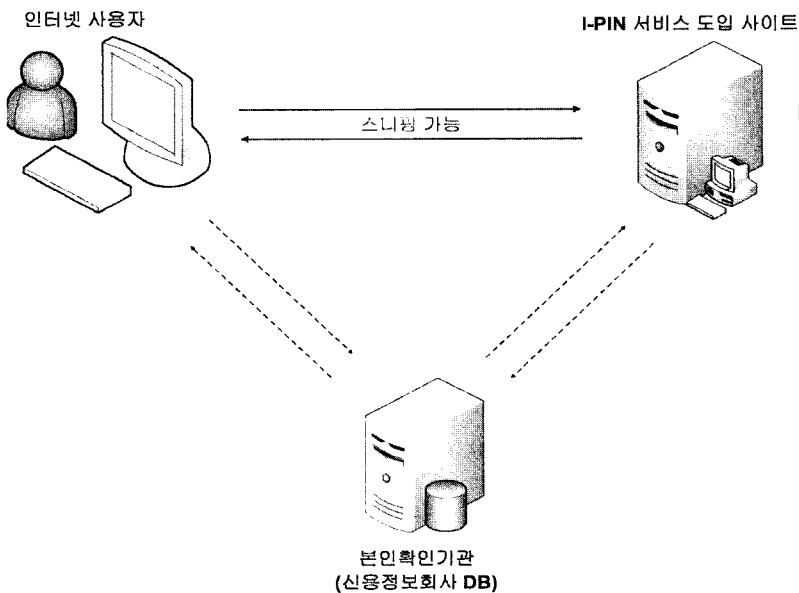 인터넷 사용자
I-PIN 서비스 도입 사이트
스니핑 가능
본인확인기관
(신용정보회사 DB)